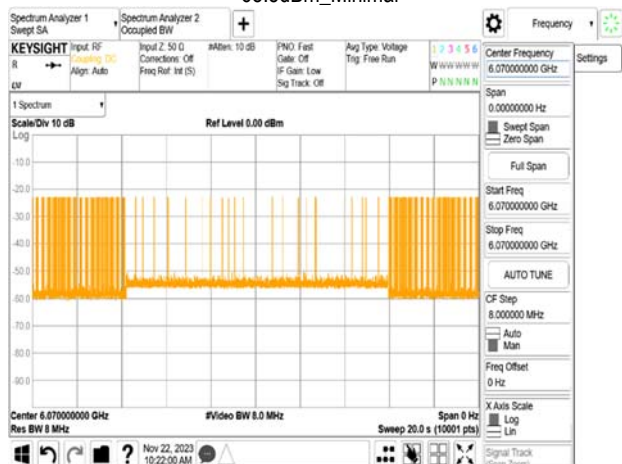 Spectrum Analyzer 1
Swept SA
Spectrum Analyzer 2
Occupied BW
+
Frequency
KEYSIGHT
R
Input: RF
Coupling: DC
Align: Auto
Input Z: 50 Ω
Corrections: Off
Freq Ref: Int (S)
#Atten: 10 dB
PNO: Fast
Gate: Off
IF Gain: Low
Sig Track: Off
Avg Type: Voltage
Trig: Free Run
1 2 3 4 5 6
W W W W W W
P N N N N N
Center Frequency
6.070000000 GHz
Settings
Span
0.00000000 Hz
Swept Span
Zero Span
Full Span
Start Freq
6.070000000 GHz
Stop Freq
6.070000000 GHz
AUTO TUNE
CF Step
8.000000 MHz
Auto
Man
Freq Offset
0 Hz
X Axis Scale
Log
Lin
Signal Track
1 Spectrum
Scale/Div 10 dB
Ref Level 0.00 dBm
Log
-10.0
-20.0
-30.0
-40.0
-50.0
-60.0
-70.0
-80.0
-90.0
Center 6.070000000 GHz
#Video BW 8.0 MHz
Span 0 Hz
Res BW 8 MHz
Sweep 20.0 s (10001 pts)
?
Nov 22, 2023
10:22:00 AM